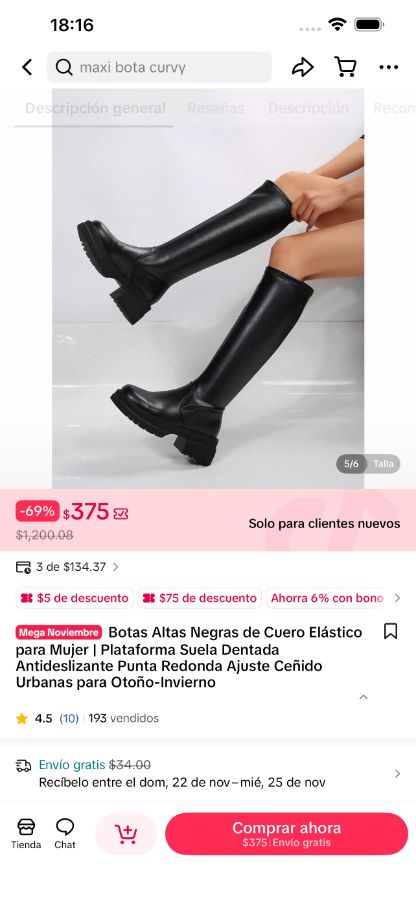 18:16
maxi bota curvy
Descripción general Reseñas Descripción Recom
5/6 Talla
-69% $375
Solo para clientes nuevos
$1,200.08
3 de $134.37
$5 de descuento $75 de descuento Ahorra 6% con bono
Mega Noviembre Botas Altas Negras de Cuero Elástico
para Mujer | Plataforma Suela Dentada
Antideslizante Punta Redonda Ajuste Ceñido
Urbanas para Otoño-Invierno
4.5 (10) 193 vendidos
Envío gratis $34.00
Recíbelo entre el dom, 22 de nov–mié, 25 de nov
Comprar ahora
Tienda Chat $375|Envío gratis